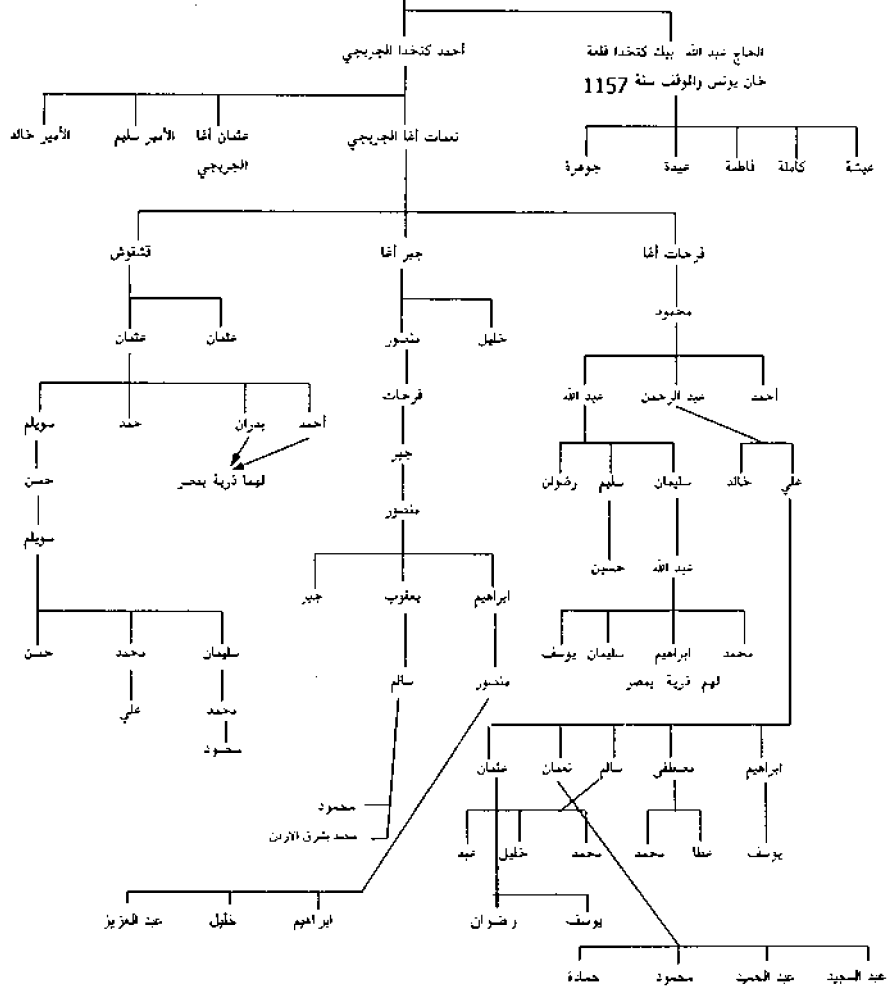 الحاج عبد الله بيك كتخدا قلعة
خان يونس والموقف سنة 1157
أحمد كتخدا الجريجي
عيشة كاملة فاطمة عيدة جوهرة
نعمات أغا الجريجي
عثمان أغا
الجريجي
الأمير سليم
الأمير خالد
فرحات أغا جبر أغا قشقوش
محمود
خليل منصور عثمان عثمان
أحمد عبد الرحمن عبد الله
فرحات
أحمد بدران حمد سويلم
علي خالد سليمان سليم رضوان
جبر
لهما ذرية بمصر
حسن
منصور
سويلم
عبد الله حسين
ابراهيم يعقوب جبر
محمد ابراهيم سليمان يوسف
لهم ذرية بمصر
سليمان محمد حسن
منصور سالم
محمد علي
محمود
ابراهيم مصطفى سالم نعمان عثمان
محمود
محمد بشرق الاردن
يوسف عطا محمد محمد خليل عبد
يوسف رضوان
ابراهيم خليل عبد العزيز
عبد المجيد عبد الحميد محمود حمادة